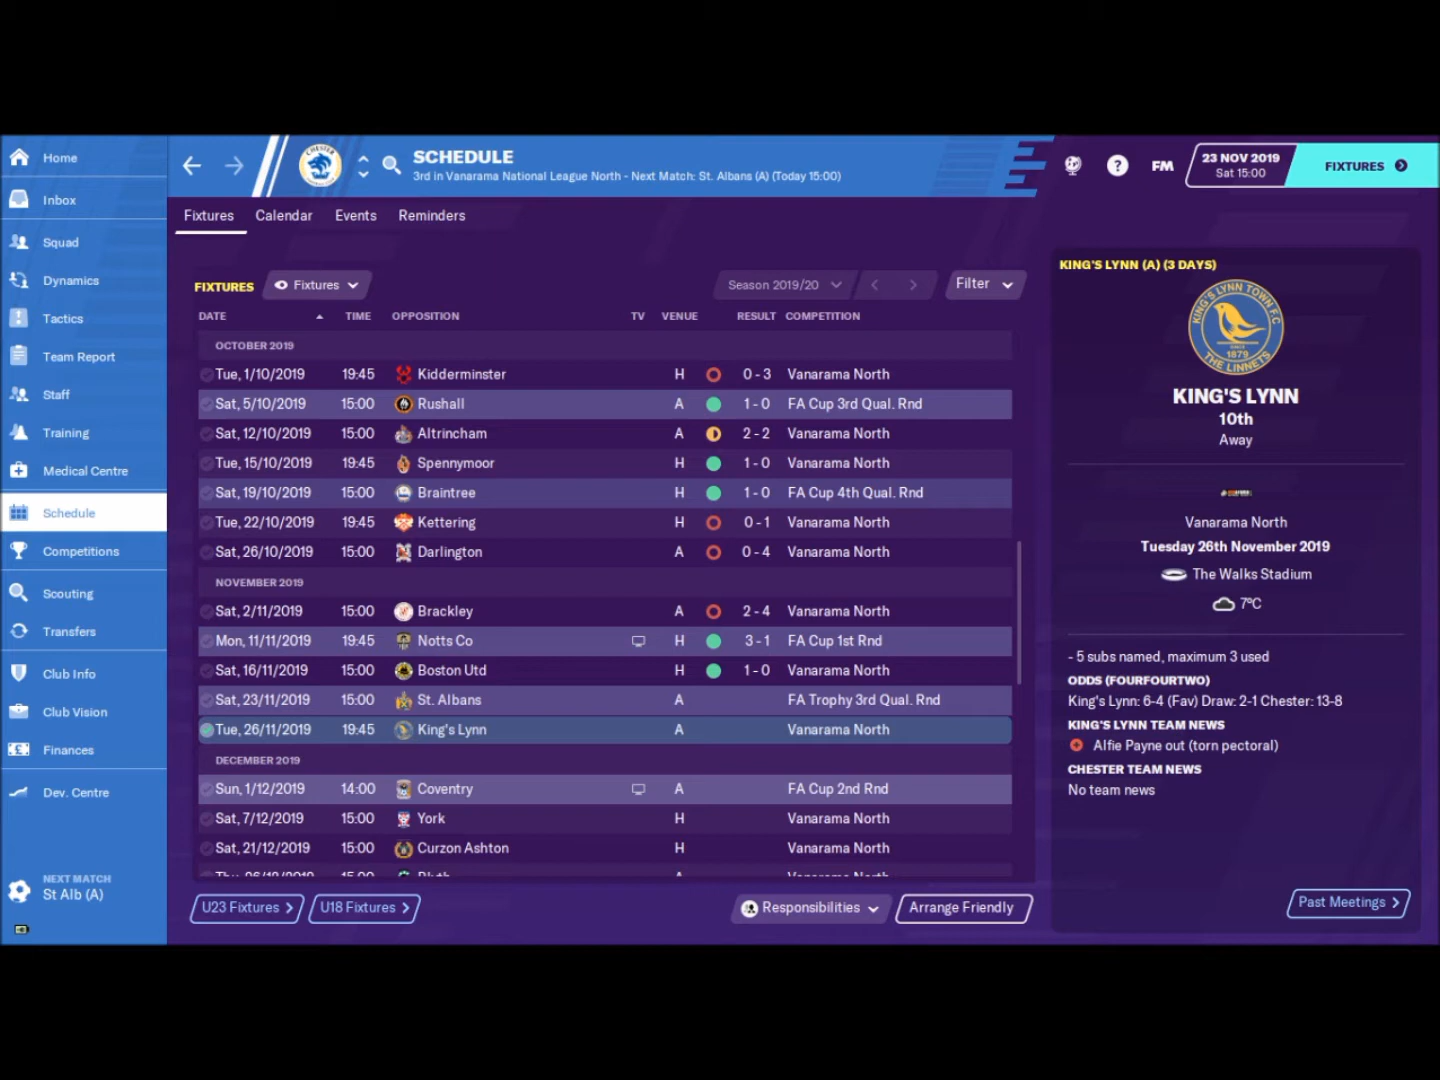 Home
Inbox
Squad
Dynamics
Tactics
Team Report
Staff
Training
Medical Centre
Schedule
Competitions
Scouting
Transfers
Club Info
Club Vision
Finances
Dev. Centre
NEXT MATCH
St Alb (A)
CHESTER
SCHEDULE
3rd in Vanarama National League North - Next Match: St. Albans (A) (Today 15:00)
? FM
23 NOV 2019
Sat 15:00
FIXTURES
Fixtures Calendar Events Reminders
FIXTURES Fixtures Season 2019/20 Filter
DATE TIME OPPOSITION TV VENUE RESULT COMPETITION
OCTOBER 2019
Tue, 1/10/2019 19:45 Kidderminster H 0 - 3 Vanarama North
Sat, 5/10/2019 15:00 Rushall A 1 - 0 FA Cup 3rd Qual. Rnd
Sat, 12/10/2019 15:00 Altrincham A 2 - 2 Vanarama North
Tue, 15/10/2019 19:45 Spennymoor H 1 - 0 Vanarama North
Sat, 19/10/2019 15:00 Braintree H 1 - 0 FA Cup 4th Qual. Rnd
Tue, 22/10/2019 19:45 Kettering H 0 - 1 Vanarama North
Sat, 26/10/2019 15:00 Darlington A 0 - 4 Vanarama North
NOVEMBER 2019
Sat, 2/11/2019 15:00 Brackley A 2 - 4 Vanarama North
Mon, 11/11/2019 19:45 Notts Co H 3 - 1 FA Cup 1st Rnd
Sat, 16/11/2019 15:00 Boston Utd H 1 - 0 Vanarama North
Sat, 23/11/2019 15:00 St. Albans A FA Trophy 3rd Qual. Rnd
Tue, 26/11/2019 19:45 King's Lynn A Vanarama North
DECEMBER 2019
Sun, 1/12/2019 14:00 Coventry A FA Cup 2nd Rnd
Sat, 7/12/2019 15:00 York H Vanarama North
Sat, 21/12/2019 15:00 Curzon Ashton H Vanarama North
U23 Fixtures U18 Fixtures Responsibilities Arrange Friendly
KING'S LYNN (A) (3 DAYS)
KING'S LYNN TOWN F.C
SINCE
1879
THE LINNETS
KING'S LYNN
10th
Away
Vanarama North
Tuesday 26th November 2019
The Walks Stadium
7ºC
- 5 subs named, maximum 3 used
ODDS (FOURFOURTWO)
King's Lynn: 6-4 (Fav) Draw: 2-1 Chester: 13-8
KING'S LYNN TEAM NEWS
Alfie Payne out (torn pectoral)
CHESTER TEAM NEWS
No team news
Past Meetings